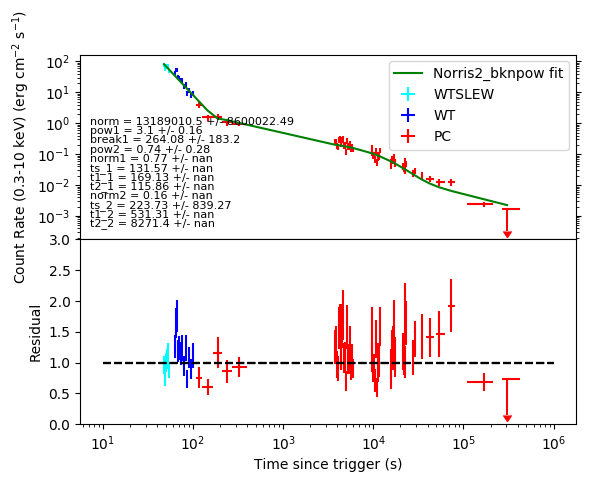 Count Rate (0.3-10 keV) (erg cm⁻² s⁻¹)
10²
10¹
10⁰
10⁻¹
10⁻²
10⁻³
Norris2_bknpow fit
WTSLEW
WT
PC
norm = 13189010.5 +/- 8600022.49
pow1 = 3.1 +/- 0.16
break1 = 264.08 +/- 183.2
pow2 = 0.74 +/- 0.28
norm1 = 0.77 +/- nan
ts_1 = 131.57 +/- nan
t1_1 = 169.13 +/- nan
t2_1 = 115.86 +/- nan
norm2 = 0.16 +/- nan
ts_2 = 223.73 +/- 839.27
t1_2 = 531.31 +/- nan
t2_2 = 8271.4 +/- nan
Residual
3.0
2.5
2.0
1.5
1.0
0.5
0.0
10¹
10²
10³
10⁴
10⁵
10⁶
Time since trigger (s)